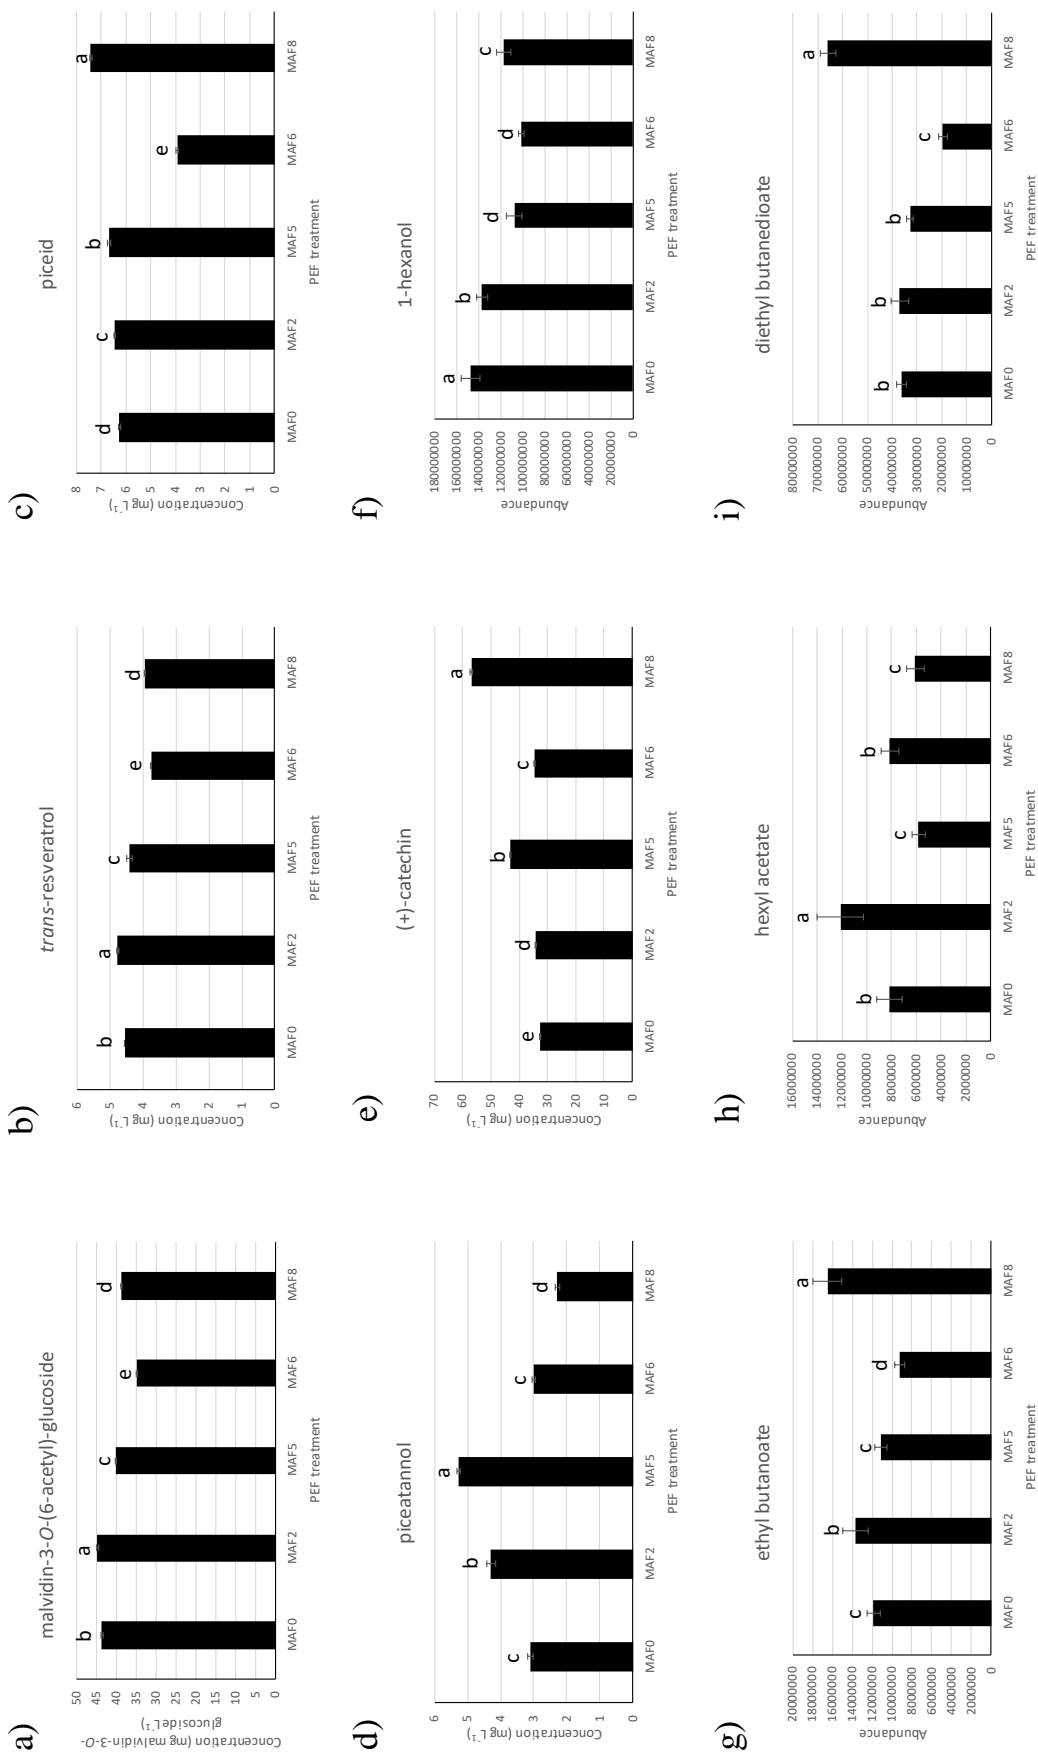 a)
malvidin-3-O-(6-acetyl)-glucoside
Concentration (mg malvidin-3-O-
glucoside L⁻¹)
50
45
40
35
30
25
20
15
10
5
0
b a c e d
MAF0 MAF2 MAF5 MAF6 MAF8
PEF treatment
b)
trans-resveratrol
Concentration (mg L⁻¹)
6
5
4
3
2
1
0
b a c e d
MAF0 MAF2 MAF5 MAF6 MAF8
PEF treatment
c)
piceid
Concentration (mg L⁻¹)
8
7
6
5
4
3
2
1
0
d c b e a
MAF0 MAF2 MAF5 MAF6 MAF8
PEF treatment
d)
piceatannol
Concentration (mg L⁻¹)
6
5
4
3
2
1
0
c b a c d
MAF0 MAF2 MAF5 MAF6 MAF8
PEF treatment
e)
(+)-catechin
Concentration (mg L⁻¹)
70
60
50
40
30
20
10
0
e d b c a
MAF0 MAF2 MAF5 MAF6 MAF8
PEF treatment
f)
1-hexanol
Abundance
180000000
160000000
140000000
120000000
100000000
80000000
60000000
40000000
20000000
0
a b d d c
MAF0 MAF2 MAF5 MAF6 MAF8
PEF treatment
g)
ethyl butanoate
Abundance
20000000
18000000
16000000
14000000
12000000
10000000
8000000
6000000
4000000
2000000
0
c b c d a
MAF0 MAF2 MAF5 MAF6 MAF8
PEF treatment
h)
hexyl acetate
Abundance
16000000
14000000
12000000
10000000
8000000
6000000
4000000
2000000
0
b a c b c
MAF0 MAF2 MAF5 MAF6 MAF8
PEF treatment
i)
diethyl butanedioate
Abundance
80000000
70000000
60000000
50000000
40000000
30000000
20000000
10000000
0
b b b c a
MAF0 MAF2 MAF5 MAF6 MAF8
PEF treatment